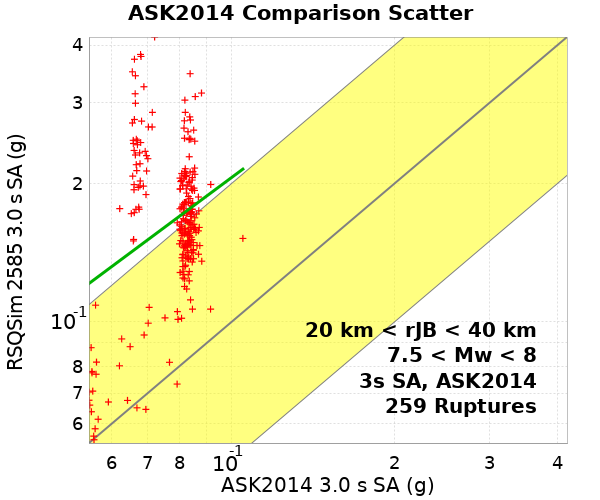 ASK2014 Comparison Scatter
RSQSim 2585 3.0 s SA (g)
4
3
2
10-1
8
7
6
20 km < rJB < 40 km
7.5 < Mw < 8
3s SA, ASK2014
259 Ruptures
6 7 8 10-1 2 3 4
ASK2014 3.0 s SA (g)